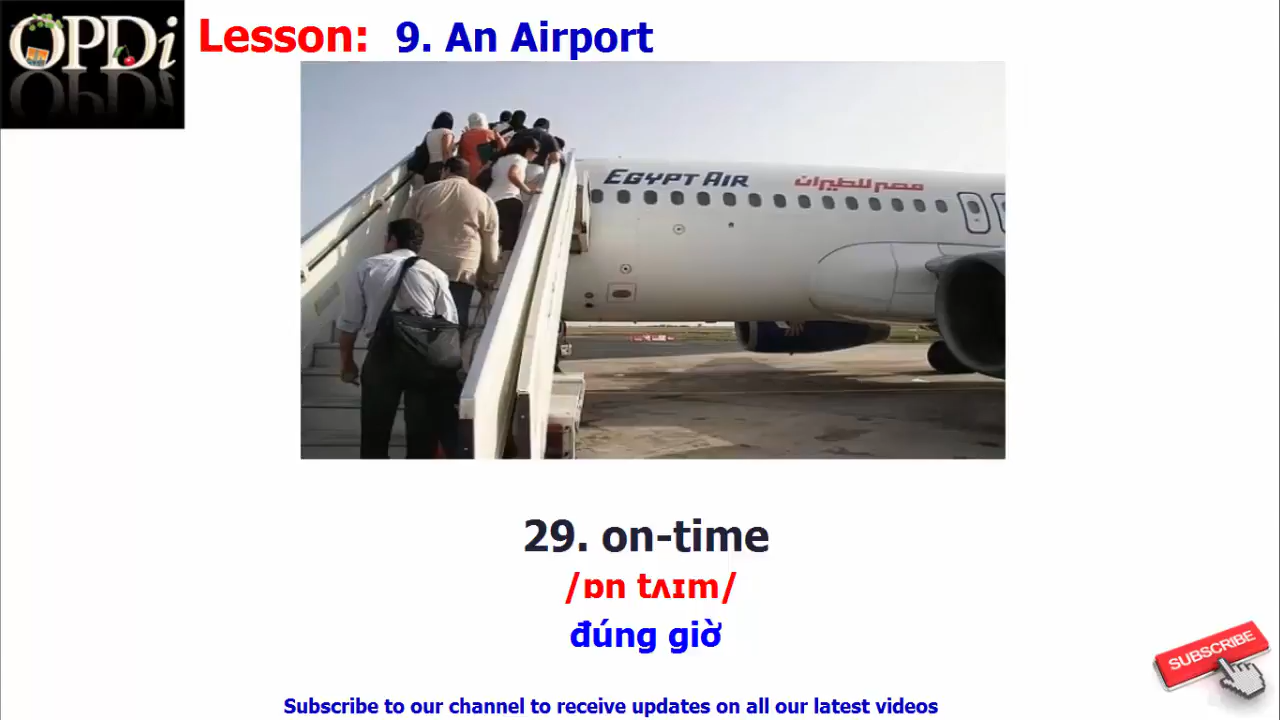 OPDi
Lesson: 9. An Airport
EGYPT AIR
مصر للطيران
29. on-time
/ɒn tʌɪm/
đúng giờ
SUBSCRIBE
Subscribe to our channel to receive updates on all our latest videos